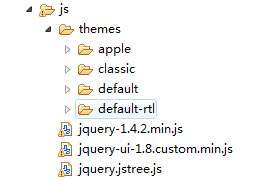 js
themes
apple
classic
default
default-rtl
jquery-1.4.2.min.js
jquery-ui-1.8.custom.min.js
jquery.jstree.js